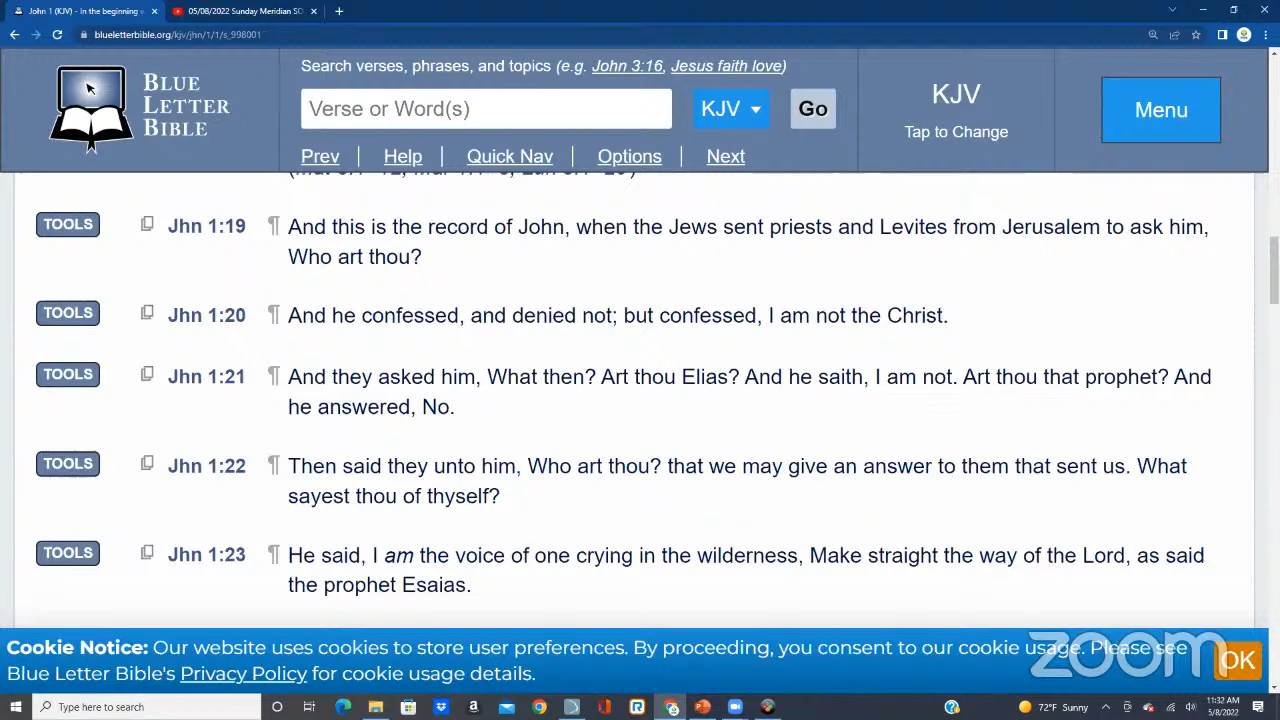 John 1 (KJV) - In the beginning w
05/08/2022 Sunday Meridian SD
blueletterbible.org/kjv/jhn/1/1/s_998001
BLUE
LETTER
BIBLE
Search verses, phrases, and topics (e.g. John 3:16, Jesus faith love)
Verse or Word(s)
KJV
Go
Prev | Help | Quick Nav | Options | Next
KJV
Tap to Change
Menu
TOOLS Jhn 1:19 ¶ And this is the record of John, when the Jews sent priests and Levites from Jerusalem to ask him,
Who art thou?
TOOLS Jhn 1:20 ¶ And he confessed, and denied not; but confessed, I am not the Christ.
TOOLS Jhn 1:21 ¶ And they asked him, What then? Art thou Elias? And he saith, I am not. Art thou that prophet? And
he answered, No.
TOOLS Jhn 1:22 ¶ Then said they unto him, Who art thou? that we may give an answer to them that sent us. What
sayest thou of thyself?
TOOLS Jhn 1:23 ¶ He said, I am the voice of one crying in the wilderness, Make straight the way of the Lord, as said
the prophet Esaias.
Cookie Notice: Our website uses cookies to store user preferences. By proceeding, you consent to our cookie usage. Please see
Blue Letter Bible's Privacy Policy for cookie usage details.
OK
zoom
Type here to search
72°F Sunny
11:32 AM
5/8/2022